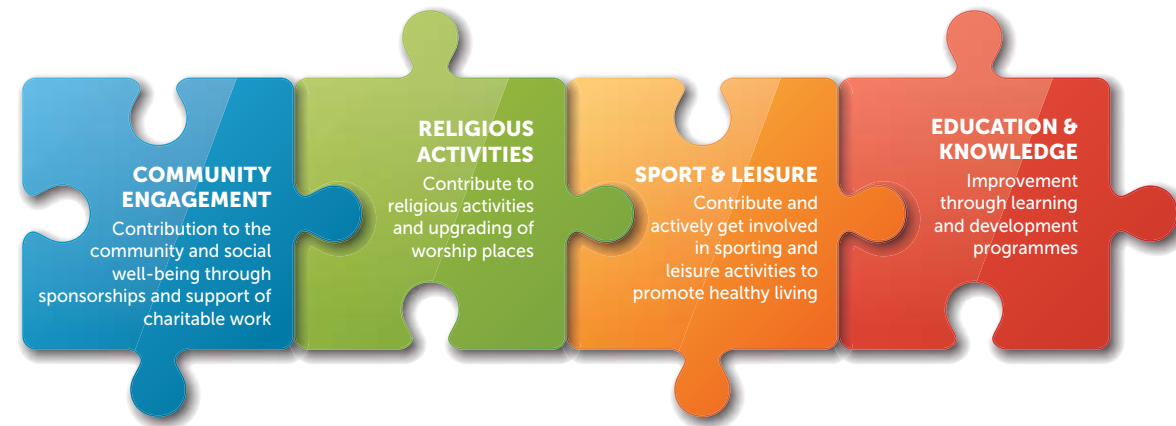 COMMUNITY
ENGAGEMENT
Contribution to the
community and social
well-being through
sponsorships and support of
charitable work
RELIGIOUS
ACTIVITIES
Contribute to
religious activities
and upgrading of
worship places
SPORT & LEISURE
Contribute and
actively get involved
in sporting and
leisure activities to
promote healthy living
EDUCATION &
KNOWLEDGE
Improvement
through learning
and development
programmes